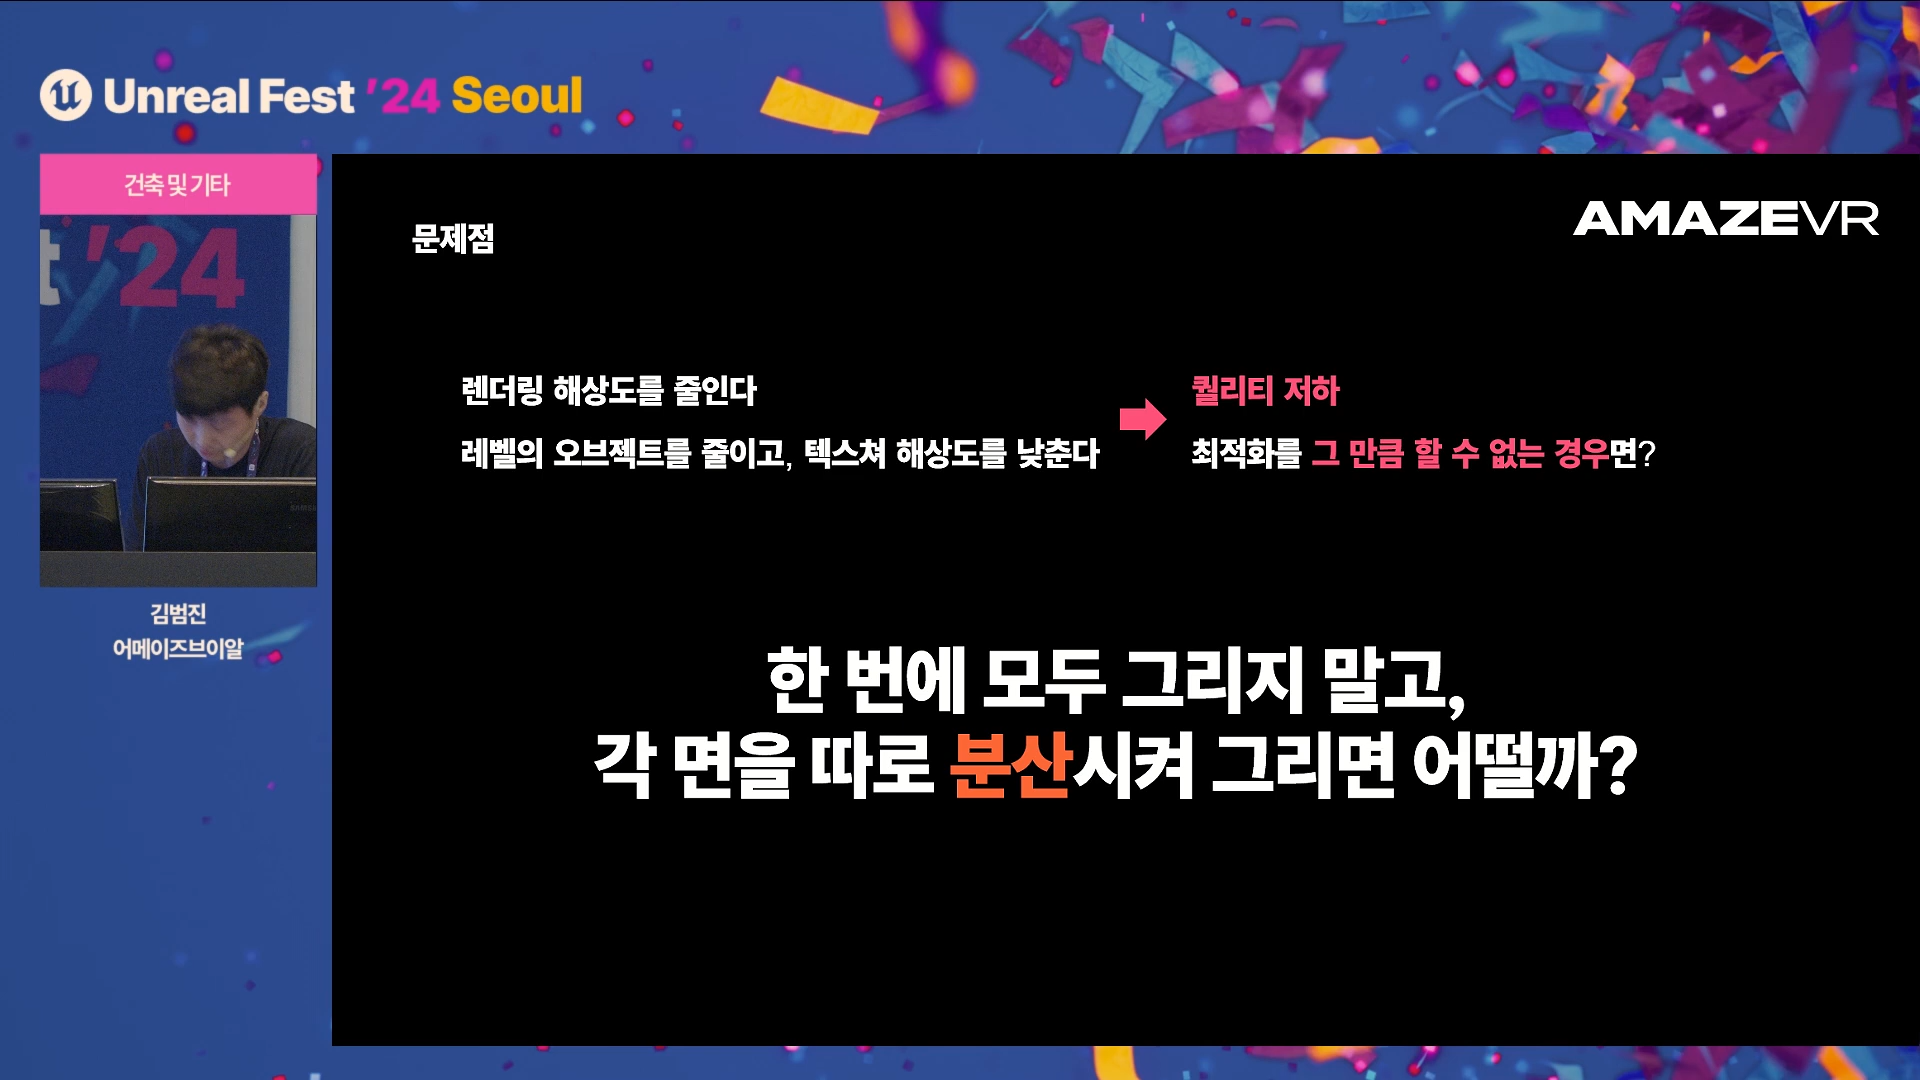 Unreal Fest '24 Seoul
건축 및 기타
t '24
SAMSUNG
김범진
어메이즈브이알
AMAZEVR
문제점
렌더링 해상도를 줄인다
레벨의 오브젝트를 줄이고, 텍스쳐 해상도를 낮춘다
퀄리티 저하
최적화를 그 만큼 할 수 없는 경우면?
한 번에 모두 그리지 말고,
각 면을 따로 분산시켜 그리면 어떨까?